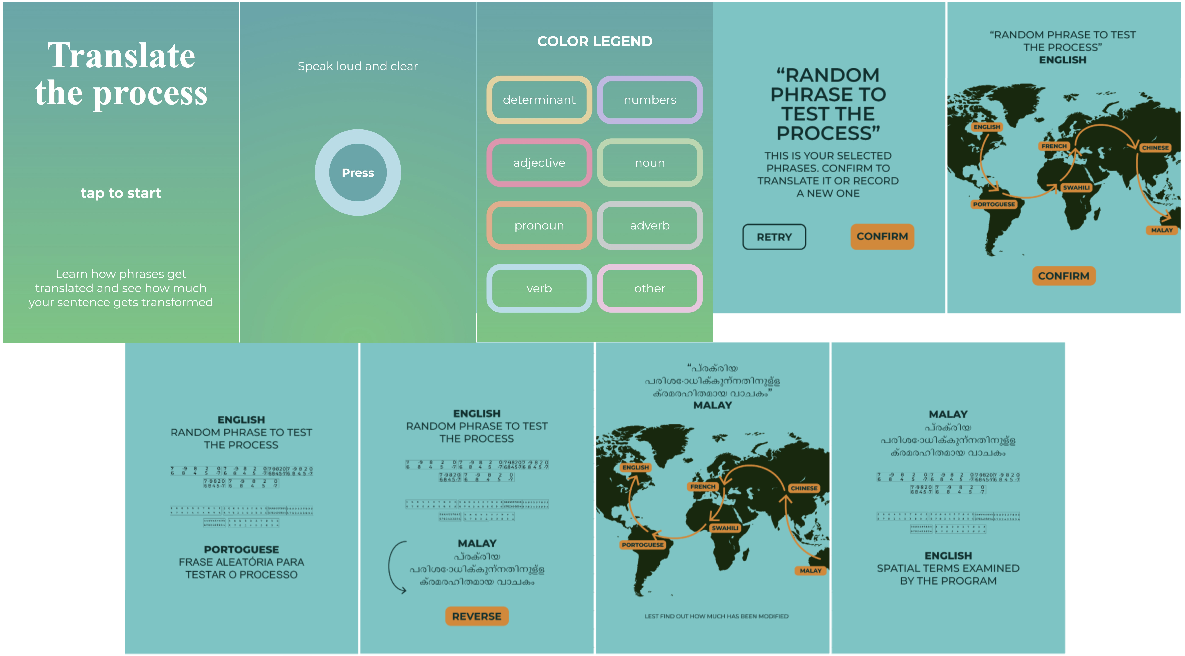 Translate
the process
tap to start
Learn how phrases get
translated and see how much
your sentence gets transformed
Speak loud and clear
Press
COLOR LEGEND
determinant
numbers
adjective
noun
pronoun
adverb
verb
other
“RANDOM
PHRASE TO
TEST THE
PROCESS”
THIS IS YOUR SELECTED
PHRASES. CONFIRM TO
TRANSLATE IT OR RECORD
A NEW ONE
RETRY
CONFIRM
“RANDOM PHRASE TO TEST
THE PROCESS”
ENGLISH
ENGLISH
FRENCH
CHINESE
SWAHILI
PORTOGUESE
MALAY
CONFIRM
ENGLISH
RANDOM PHRASE TO TEST
THE PROCESS
PORTOGUESE
FRASE ALEATÓRIA PARA
TESTAR O PROCESSO
ENGLISH
RANDOM PHRASE TO TEST
THE PROCESS
MALAY
പ്രക്രിയ
പരിശോധിക്കുന്നതിനുള്ള
ക്രമരഹിതമായ വാചകം
REVERSE
“പ്രക്രിയ
പരിശോധിക്കുന്നതിനുള്ള
ക്രമരഹിതമായ വാചകം”
MALAY
ENGLISH
FRENCH
CHINESE
SWAHILI
PORTOGUESE
MALAY
LEST FIND OUT HOW MUCH HAS BEEN MODIFIED
MALAY
പ്രക്രിയ
പരിശോധിക്കുന്നതിനുള്ള
ക്രമരഹിതമായ വാചകം
ENGLISH
SPATIAL TERMS EXAMINED
BY THE PROGRAM